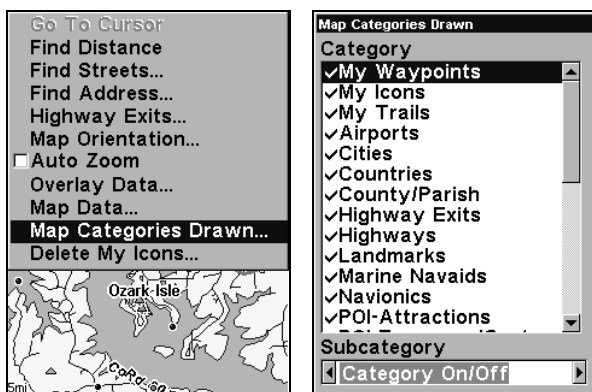 Go To Cursor
Find Distance
Find Streets...
Find Address...
Highway Exits...
Map Orientation...
Auto Zoom
Overlay Data...
Map Data...
Map Categories Drawn...
Delete My Icons...
Ozark Isle
5mi
Map Categories Drawn
Category
My Waypoints
My Icons
My Trails
Airports
Cities
Countries
County/Parish
Highway Exits
Highways
Landmarks
Marine Navaids
Navionics
POI-Attractions
Subcategory
Category On/Off